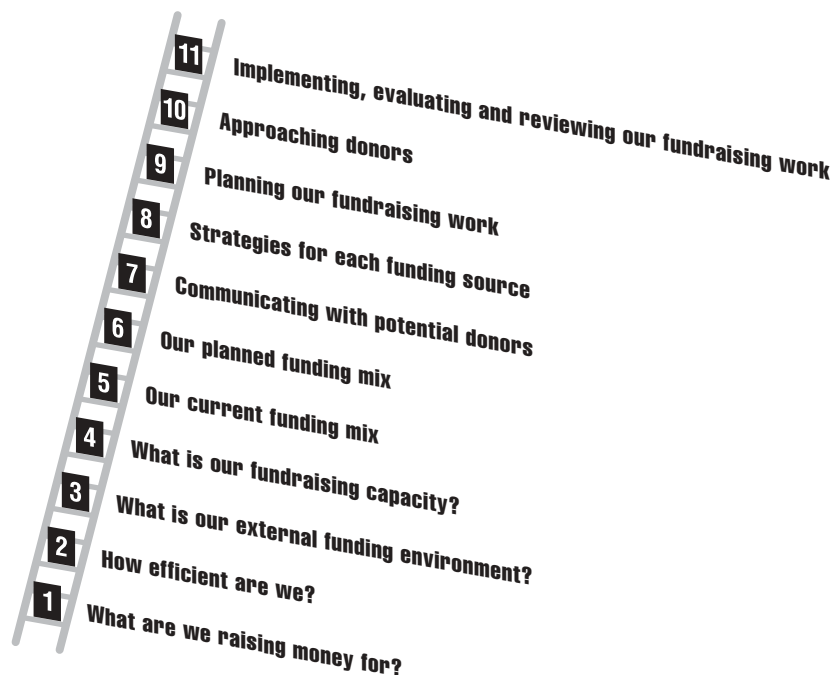 11 Implementing, evaluating and reviewing our fundraising work
10 Approaching donors
9 Planning our fundraising work
8 Strategies for each funding source
7 Communicating with potential donors
6 Our planned funding mix
5 Our current funding mix
4 What is our fundraising capacity?
3 What is our external funding environment?
2 How efficient are we?
1 What are we raising money for?